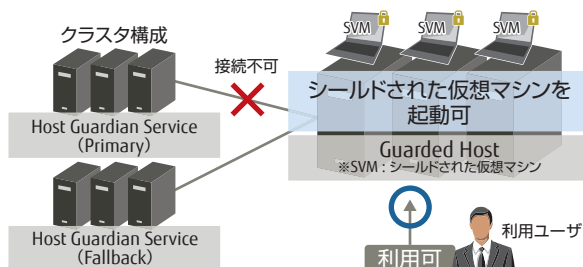 クラスタ構成
接続不可
SVM
SVM
SVM
シールドされた仮想マシンを
起動可
Host Guardian Service
（Primary）
Guarded Host
※SVM : シールドされた仮想マシン
Host Guardian Service
（Fallback）
利用可
利用ユーザ